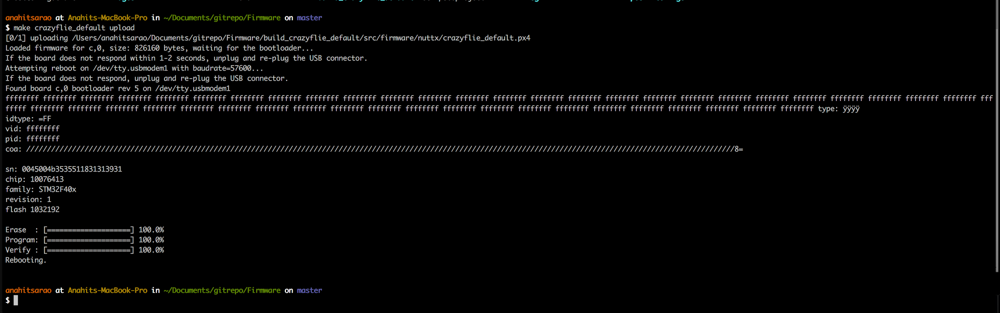 anahitsarao at Anahits-MacBook-Pro in ~/Documents/gitrepo/Firmware on master
$ make crazyflie_default upload
[0/1] uploading /Users/anahitsarao/Documents/gitrepo/Firmware/build_crazyflie_default/src/firmware/nuttx/crazyflie_default.px4
Loaded firmware for c,0, size: 826160 bytes, waiting for the bootloader...
If the board does not respond within 1-2 seconds, unplug and re-plug the USB connector.
Attempting reboot on /dev/tty.usbmodem1 with baudrate=57600...
If the board does not respond, unplug and re-plug the USB connector.
Found board c,0 bootloader rev 5 on /dev/tty.usbmodem1
ffffffff ffffffff ffffffff ffffffff ffffffff ffffffff ffffffff ffffffff ffffffff ffffffff ffffffff ffffffff ffffffff ffffffff ffffffff ffffffff ffffffff ffffffff ffffffff ffffffff ffffffff ffffffff ffffffff ffffffff ffffffff ffffffff fff
fffff ffffffff ffffffff ffffffff ffffffff ffffffff ffffffff ffffffff ffffffff ffffffff ffffffff ffffffff ffffffff ffffffff ffffffff ffffffff ffffffff ffffffff ffffffff ffffffff ffffffff ffffffff type: ÿÿÿÿ
idtype: =FF
vid: ffffffff
pid: ffffffff
coa: //////////////////////////////////////////////////////////////////////////////////////////////////////////////////////////////////////////////////////////////////////////8=
sn: 0045004b3535511831313931
chip: 10076413
family: STM32F40x
revision: 1
flash 1032192
Erase  : [====================] 100.0%
Program: [====================] 100.0%
Verify : [====================] 100.0%
Rebooting.
anahitsarao at Anahits-MacBook-Pro in ~/Documents/gitrepo/Firmware on master
$